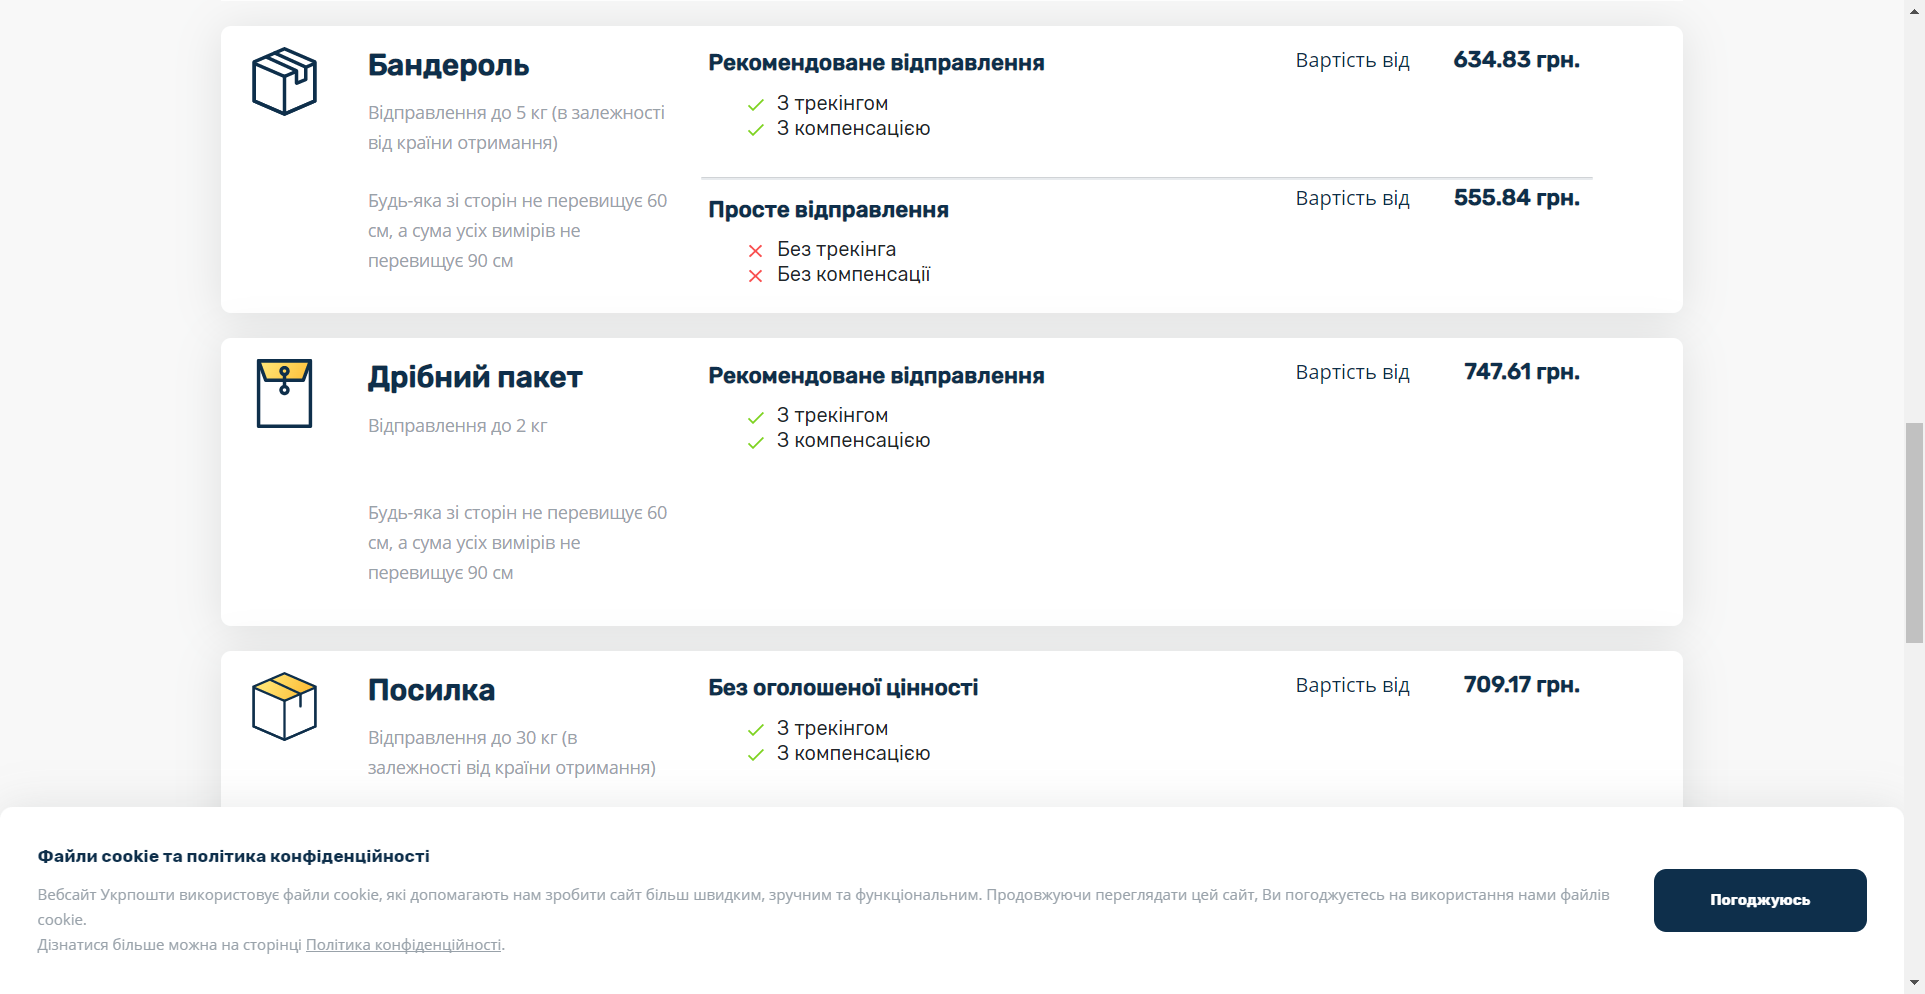 Бандероль
Відправлення до 5 кг (в залежності
від країни отримання)
Будь-яка зі сторін не перевищує 60
см, а сума усіх вимірів не
перевищує 90 см
Рекомендоване відправлення
З трекінгом
З компенсацією
Вартість від 634.83 грн.
Просте відправлення
Без трекінга
Без компенсації
Вартість від 555.84 грн.
Дрібний пакет
Відправлення до 2 кг
Будь-яка зі сторін не перевищує 60
см, а сума усіх вимірів не
перевищує 90 см
Рекомендоване відправлення
З трекінгом
З компенсацією
Вартість від 747.61 грн.
Посилка
Відправлення до 30 кг (в
залежності від країни отримання)
Без оголошеної цінності
З трекінгом
З компенсацією
Вартість від 709.17 грн.
Файли cookie та політика конфіденційності
Вебсайт Укрпошти використовує файли cookie, які допомагають нам зробити сайт більш швидким, зручним та функціональним. Продовжуючи переглядати цей сайт, Ви погоджуєтесь на використання нами файлів
cookie.
Дізнатися більше можна на сторінці Політика конфіденційності.
Погоджуюсь